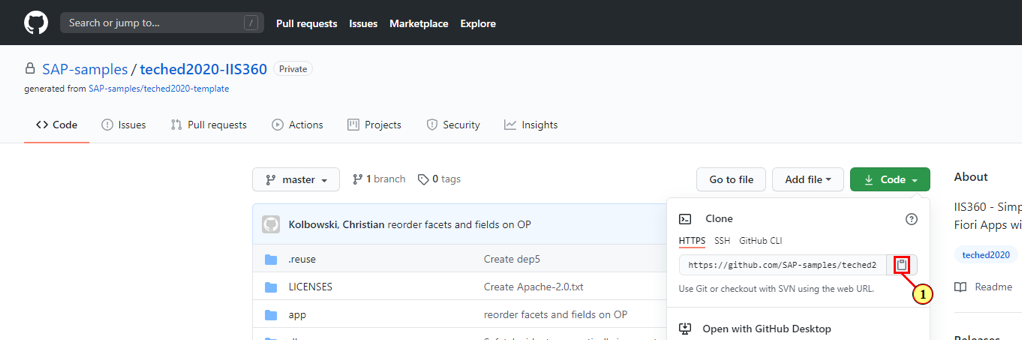 Search or jump to... / Pull requests Issues Marketplace Explore
SAP-samples / teched2020-IIS360 Private
generated from SAP-samples/teched2020-template
<> Code Issues Pull requests Actions Projects Security Insights
master 1 branch 0 tags Go to file Add file Code About
Clone ?
IIS360 - Simp
Fiori Apps wi
Kolbowski, Christian reorder facets and fields on OP
HTTPS SSH GitHub CLI
.reuse Create dep5
https://github.com/SAP-samples/teched2
teched2020
LICENSES Create Apache-2.0.txt
Use Git or checkout with SVN using the web URL.
1
Readme
app reorder facets and fields on OP
Open with GitHub Desktop